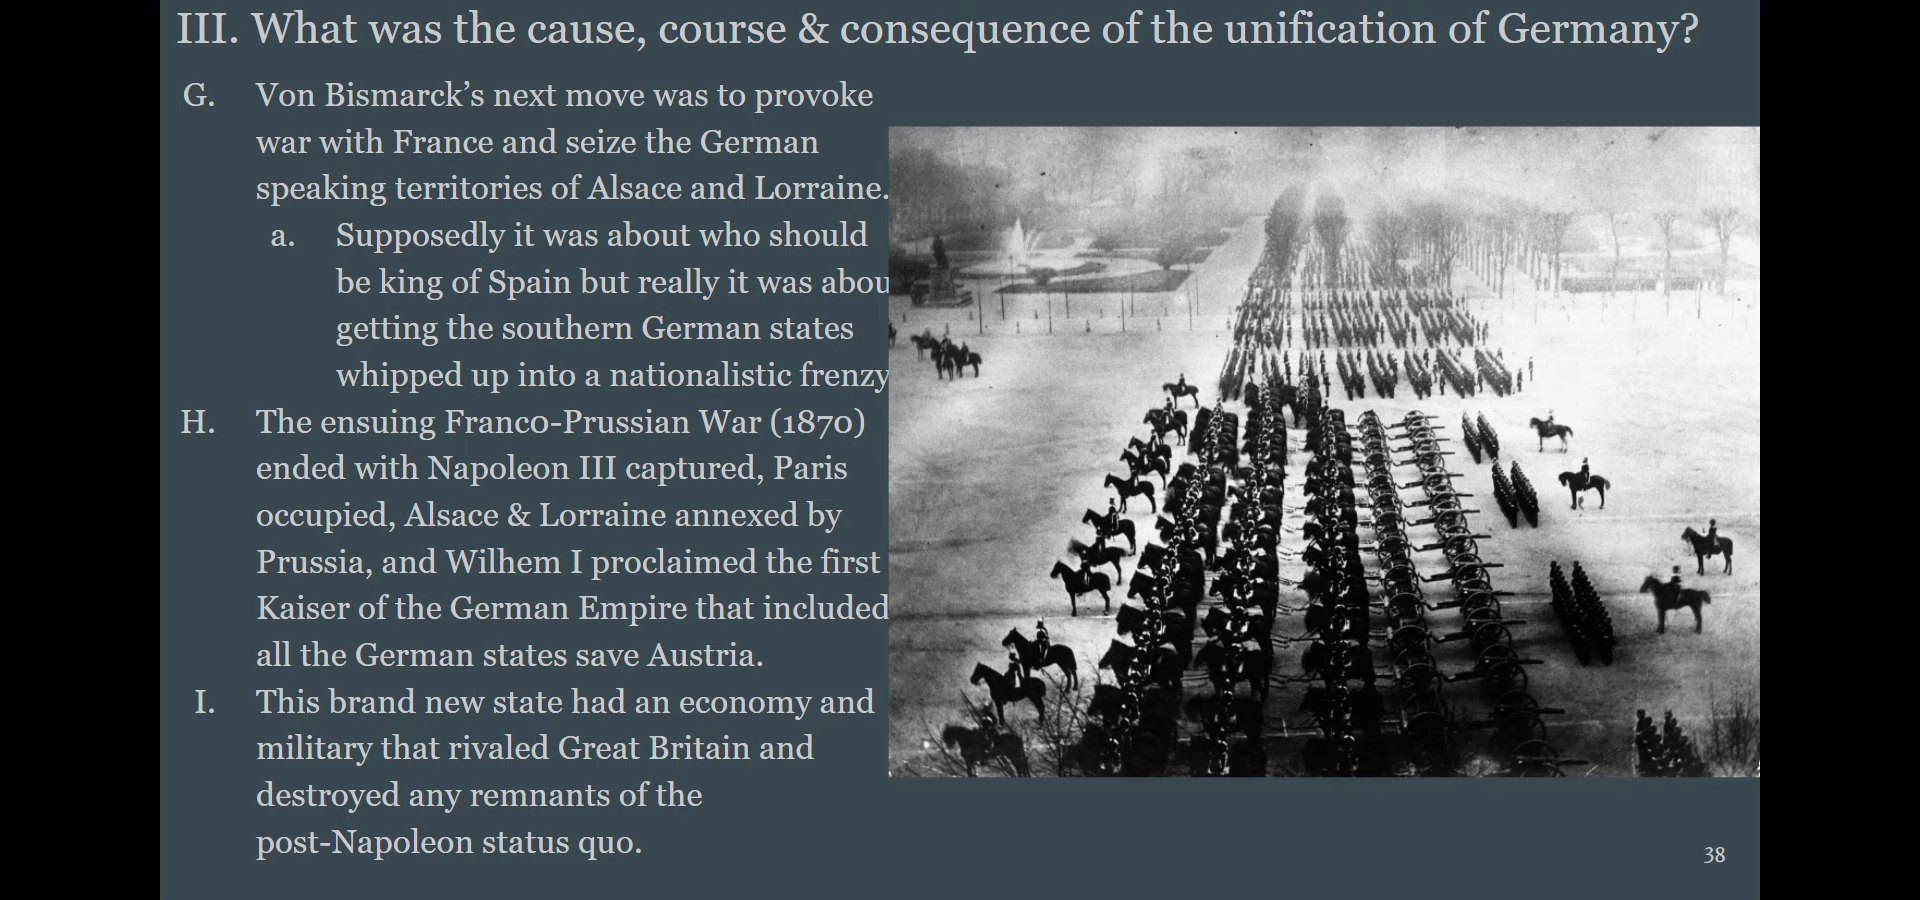 III. What was the cause, course & consequence of the unification of Germany?
G. Von Bismarck's next move was to provoke
war with France and seize the German
speaking territories of Alsace and Lorraine.
a. Supposedly it was about who should
be king of Spain but really it was abou
getting the southern German states
whipped up into a nationalistic frenzy
H. The ensuing Franco-Prussian War (1870)
ended with Napoleon III captured, Paris
occupied, Alsace & Lorraine annexed by
Prussia, and Wilhem I proclaimed the first
Kaiser of the German Empire that included
all the German states save Austria.
I. This brand new state had an economy and
military that rivaled Great Britain and
destroyed any remnants of the
post-Napoleon status quo.
38